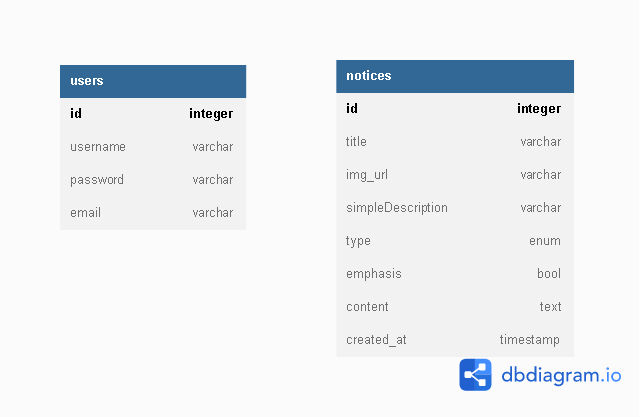 users
id integer
username varchar
password varchar
email varchar
notices
id integer
title varchar
img_url varchar
simpleDescription varchar
type enum
emphasis bool
content text
created_at timestamp
dbdiagram.io